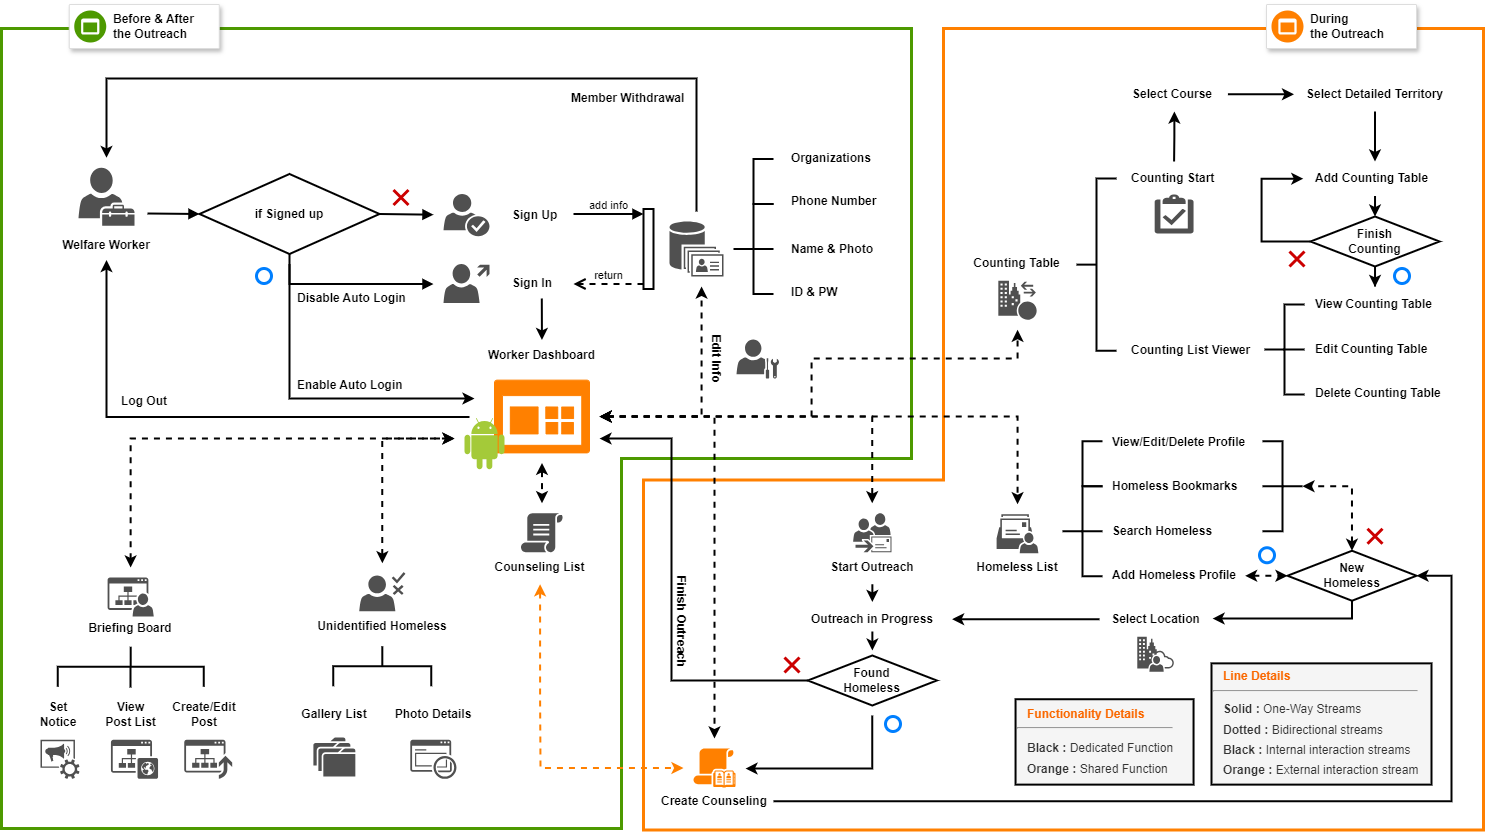 Before & After
the Outreach
During
the Outreach
Member Withdrawal
Welfare Worker
if Signed up
Sign Up
add info
Sign In
return
Disable Auto Login
Enable Auto Login
Log Out
Worker Dashboard
Organizations
Phone Number
Name & Photo
ID & PW
Edit Info
Select Course
Select Detailed Territory
Counting Start
Add Counting Table
Finish
Counting
Counting Table
Counting List Viewer
View Counting Table
Edit Counting Table
Delete Counting Table
View/Edit/Delete Profile
Homeless Bookmarks
Search Homeless
Add Homeless Profile
New
Homeless
Homeless List
Start Outreach
Counseling List
Select Location
Outreach in Progress
Found
Homeless
Finish Outreach
Create Counseling
Briefing Board
Set
Notice
View
Post List
Create/Edit
Post
Unidentified Homeless
Gallery List
Photo Details
Functionality Details
Black : Dedicated Function
Orange : Shared Function
Line Details
Solid : One-Way Streams
Dotted : Bidirectional streams
Black : Internal interaction streams
Orange : External interaction stream